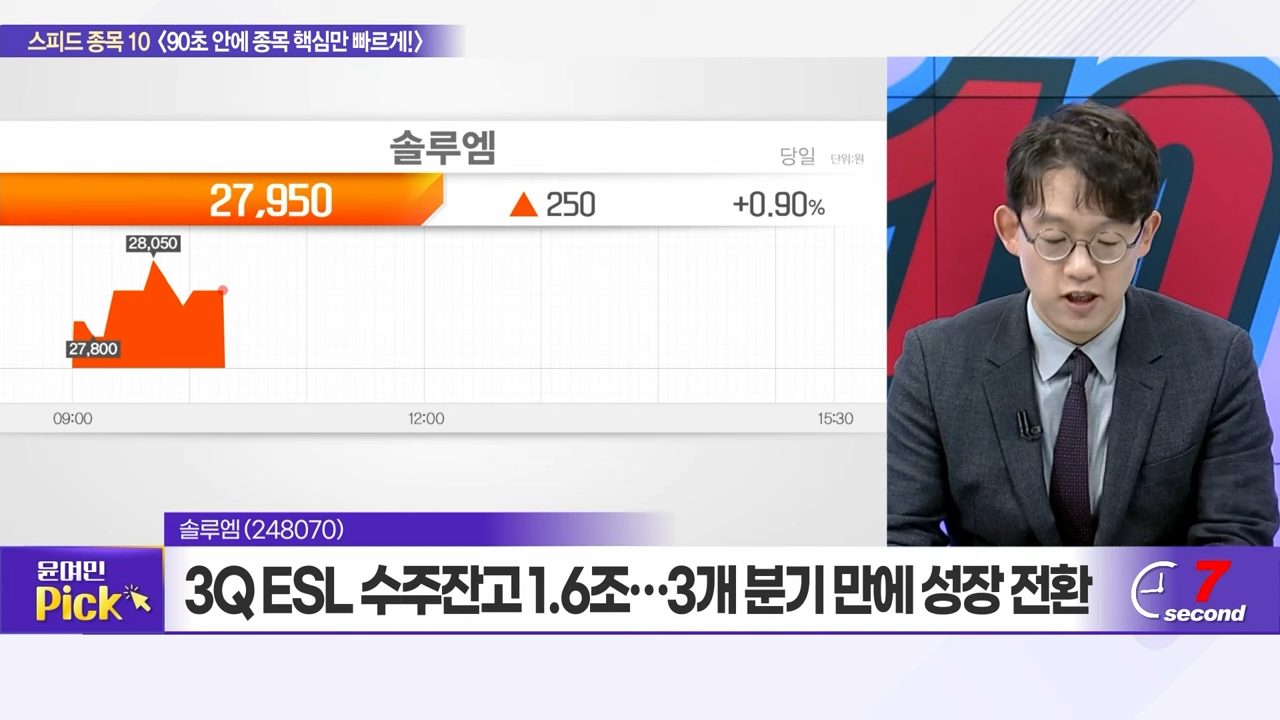 스피드 종목 10 <90초 안에 종목 핵심만 빠르게!>
솔루엠
당일 단위:원
27,950 ▲ 250 +0.90%
28,050
27,800
09:00 12:00 15:30
10
솔루엠(248070)
윤여민
Pick
3Q ESL 수주잔고 1.6조…3개 분기 만에 성장 전환
7
second